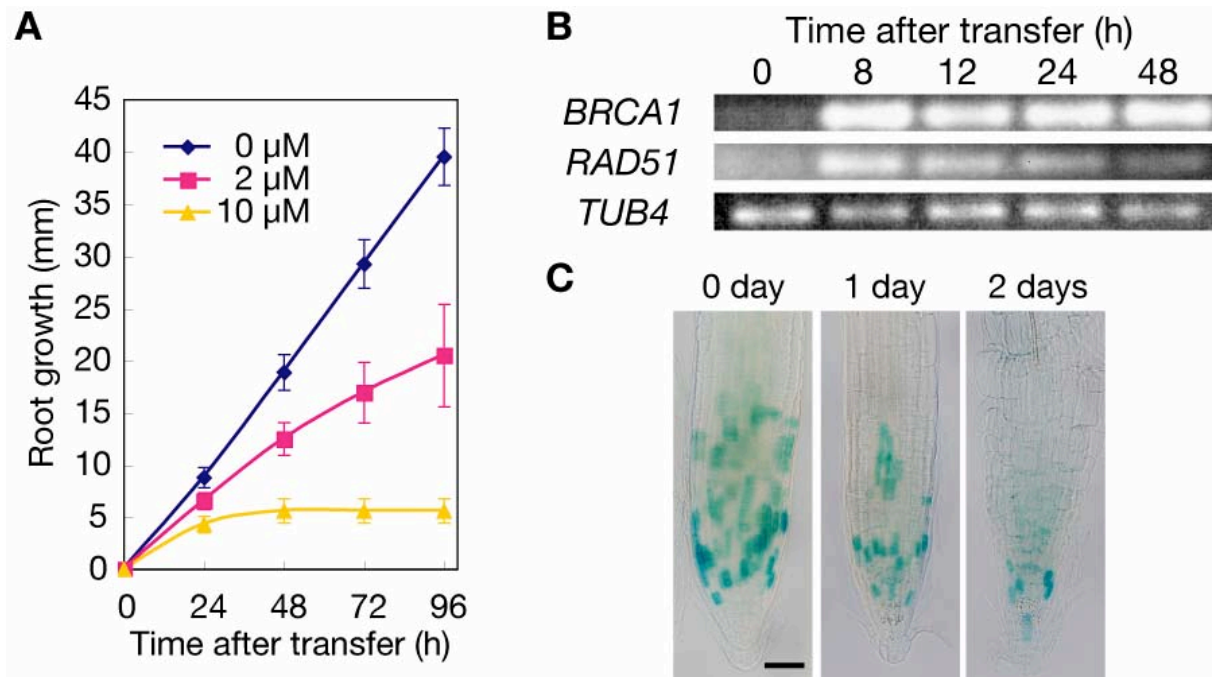 A
45
40
35
30
25
20
15
10
5
0
0 µM
2 µM
10 µM
Root growth (mm)
0 24 48 72 96
Time after transfer (h)
B
Time after transfer (h)
0 8 12 24 48
BRCA1
RAD51
TUB4
C
0 day 1 day 2 days